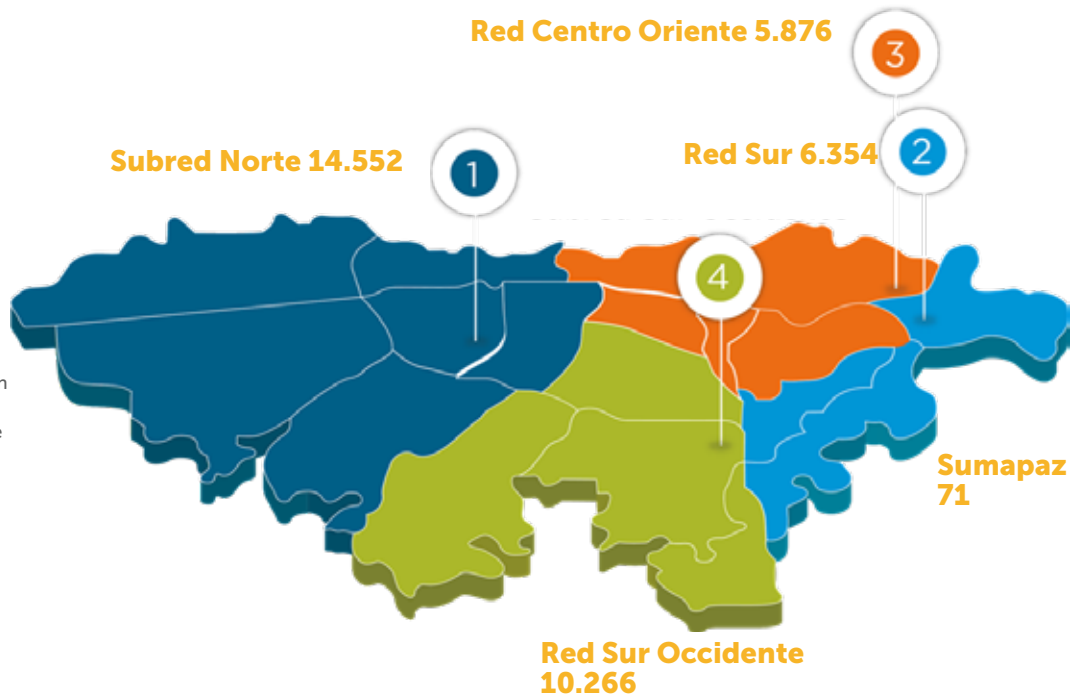 Red Centro Oriente 5.876
3
Subred Norte 14.552
1
Red Sur 6.354
2
4
Sumapaz
71
Red Sur Occidente
10.266